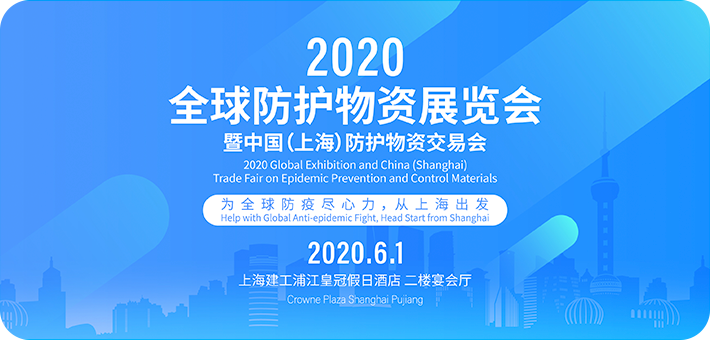 2020
全球防护物资展览会
暨中国（上海）防护物资交易会
2020 Global Exhibition and China (Shanghai)
Trade Fair on Epidemic Prevention and Control Materials
为全球防疫尽心力，从上海出发
Help with Global Anti-epidemic Fight, Head Start from Shanghai
2020.6.1
上海建工浦江皇冠假日酒店 二楼宴会厅
Crowne Plaza Shanghai Pujiang